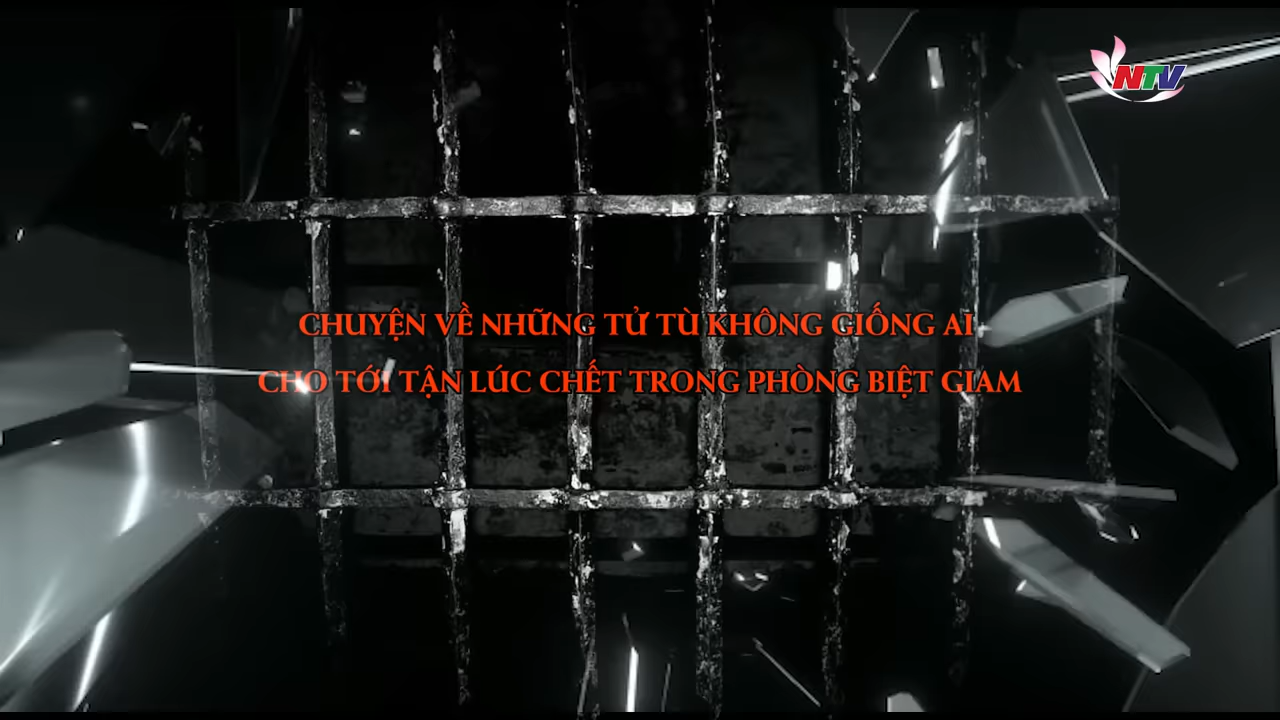 NTV
CHUYỆN VỀ NHỮNG TỬ TÙ KHÔNG GIỐNG AI
CHO TỚI TẬN LÚC CHẾT TRONG PHÒNG BIỆT GIAM